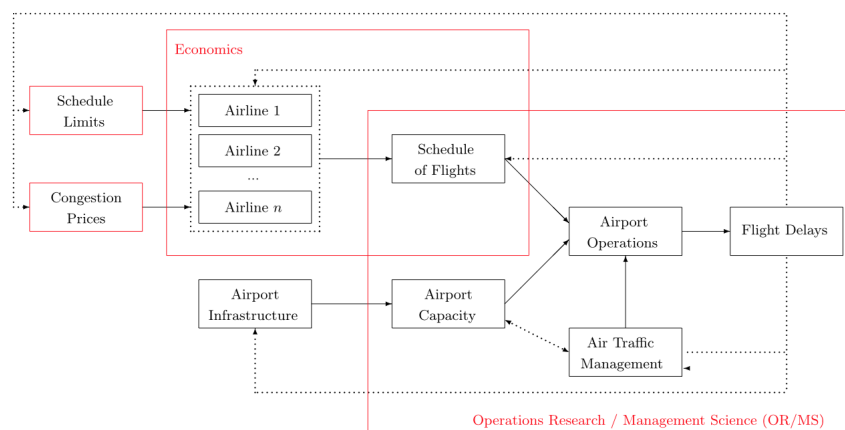 Economics
Schedule
Limits
Airline 1
Airline 2
...
Airline n
Schedule
of Flights
Congestion
Prices
Airport
Operations
Flight Delays
Airport
Infrastructure
Airport
Capacity
Air Traffic
Management
Operations Research / Management Science (OR/MS)